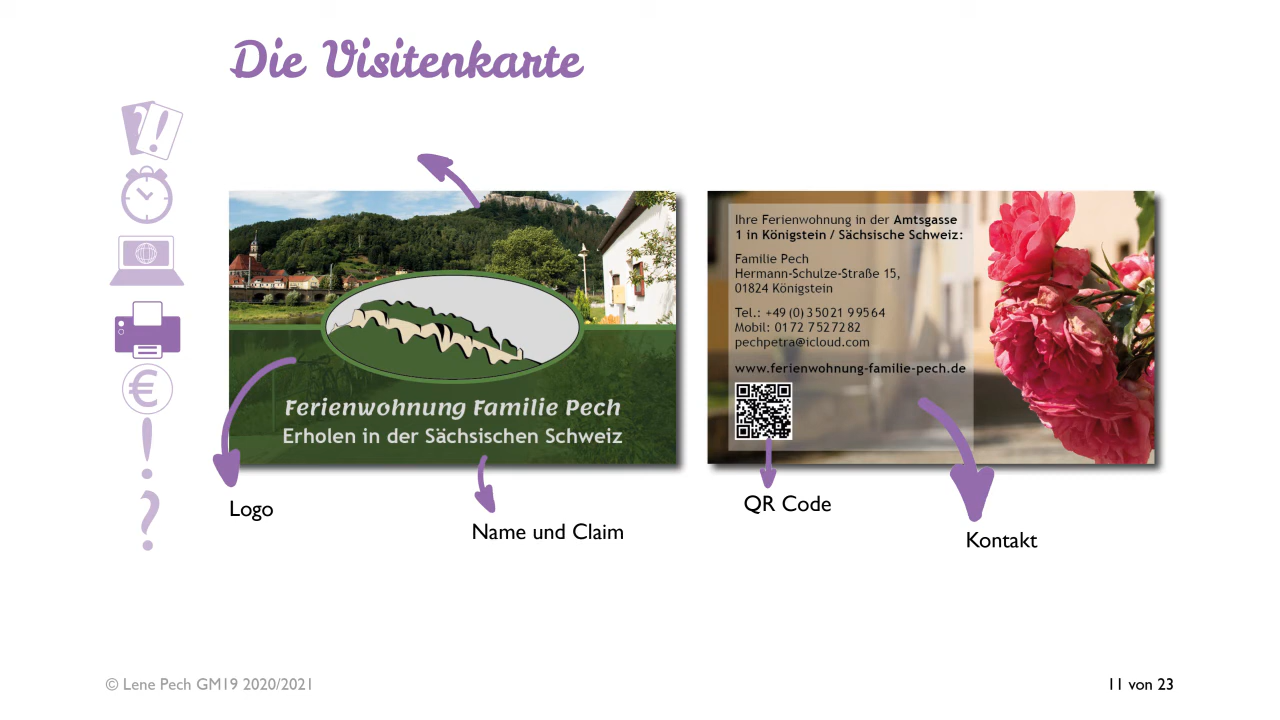 Die Visitenkarte
Ferienwohnung Familie Pech
Erholen in der Sächsischen Schweiz
Ihre Ferienwohnung in der Amtsgasse
1 in Königstein / Sächsische Schweiz:
Familie Pech
Hermann-Schulze-Straße 15,
01824 Königstein
Tel.: +49 (0) 35021 99564
Mobil: 0172 7527282
pechpetra@icloud.com
www.ferienwohnung-familie-pech.de
Logo
Name und Claim
QR Code
Kontakt
© Lene Pech GM19 2020/2021
11 von 23